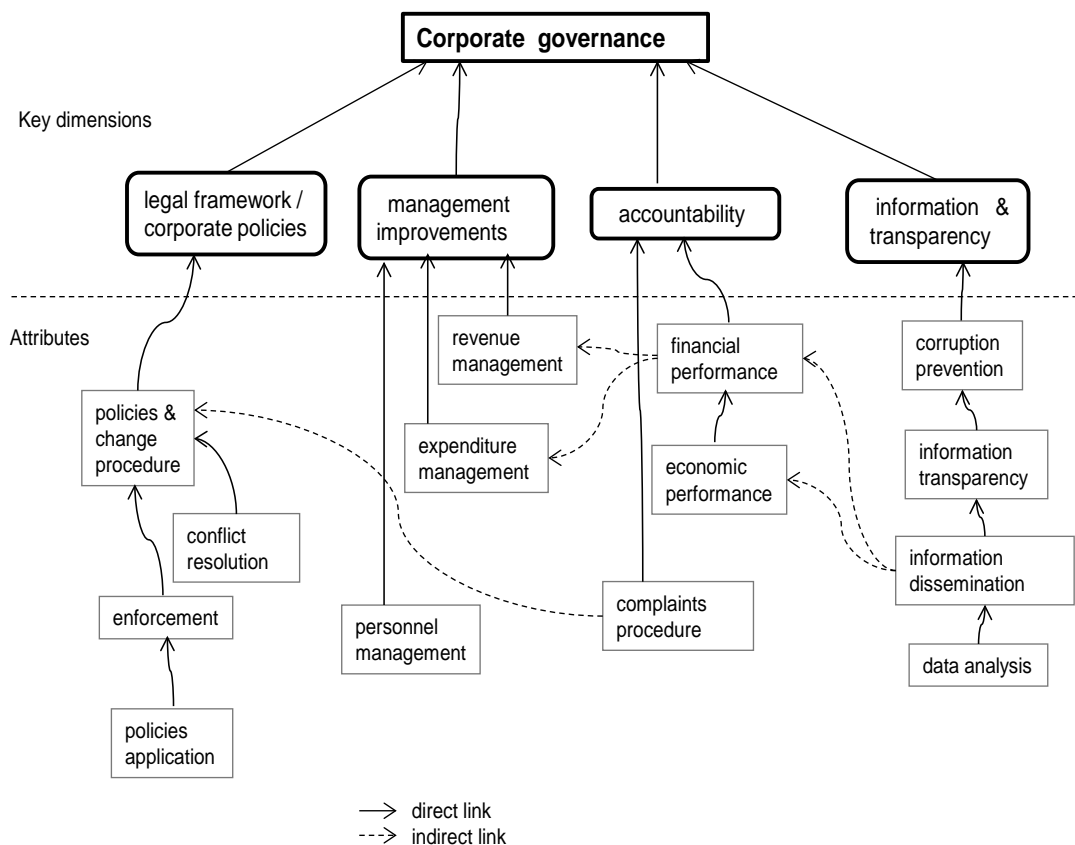 Corporate governance
Key dimensions
legal framework /
corporate policies
management
improvements
accountability
information &
transparency
Attributes
revenue
management
financial
performance
corruption
prevention
policies &
change
procedure
expenditure
management
economic
performance
information
transparency
conflict
resolution
information
dissemination
enforcement
personnel
management
complaints
procedure
data analysis
policies
application
direct link
indirect link